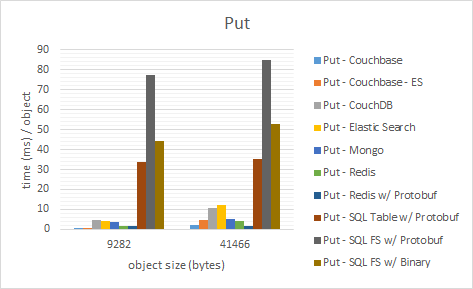 Put
90
80
70
60
50
40
30
20
10
0
time (ms) / object
9282
41466
object size (bytes)
Put - Couchbase
Put - Couchbase - ES
Put - CouchDB
Put - Elastic Search
Put - Mongo
Put - Redis
Put - Redis w/ Protobuf
Put - SQL Table w/ Protobuf
Put - SQL FS w/ Protobuf
Put - SQL FS w/ Binary